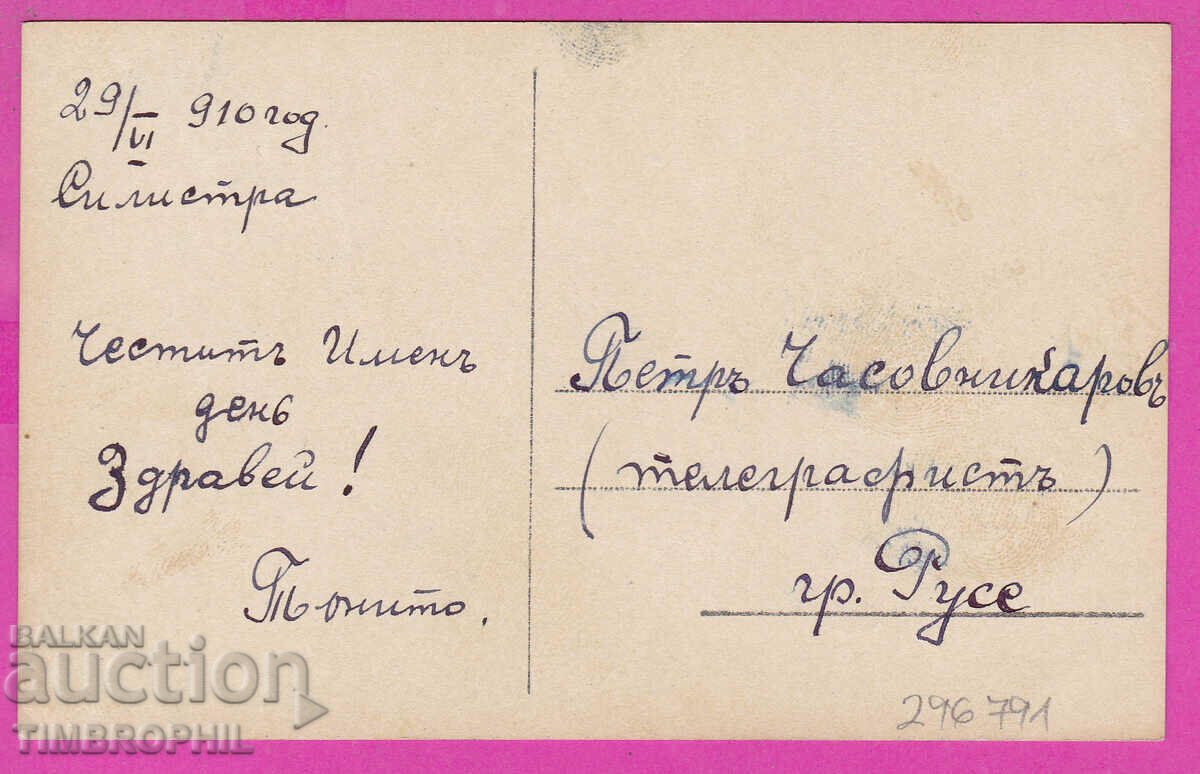 29/VI 910 год.
Силистра
Честитъ Именъ
день
Здравей!
Тонито.
Петръ Часовникаровъ
(телеграфистъ)
гр. Русе
296791
BALKAN
auction
TIMBROPHIL